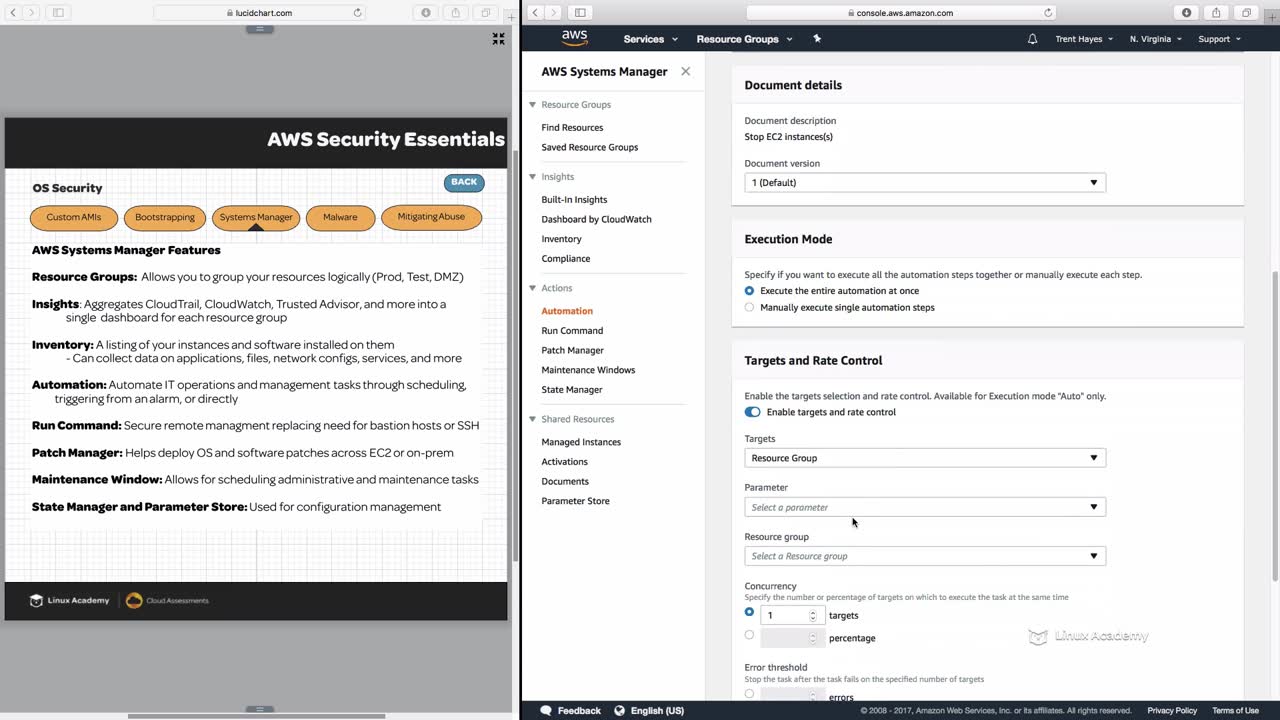 lucidchart.com
AWS Security Essentials
OS Security
BACK
Custom AMIs
Bootstrapping
Systems Manager
Malware
Mitigating Abuse
AWS Systems Manager Features
Resource Groups: Allows you to group your resources logically (Prod, Test, DMZ)
Insights: Aggregates CloudTrail, CloudWatch, Trusted Advisor, and more into a
single dashboard for each resource group
Inventory: A listing of your instances and software installed on them
- Can collect data on applications, files, network configs, services, and more
Automation: Automate IT operations and management tasks through scheduling,
triggering from an alarm, or directly
Run Command: Secure remote managment replacing need for bastion hosts or SSH
Patch Manager: Helps deploy OS and software patches across EC2 or on-prem
Maintenance Window: Allows for scheduling administrative and maintenance tasks
State Manager and Parameter Store: Used for configuration management
Linux Academy
Cloud Assessments
console.aws.amazon.com
aws
Services
Resource Groups
Trent Hayes
N. Virginia
Support
AWS Systems Manager
Resource Groups
Find Resources
Saved Resource Groups
Insights
Built-In Insights
Dashboard by CloudWatch
Inventory
Compliance
Actions
Automation
Run Command
Patch Manager
Maintenance Windows
State Manager
Shared Resources
Managed Instances
Activations
Documents
Parameter Store
Document details
Document description
Stop EC2 instances(s)
Document version
1 (Default)
Execution Mode
Specify if you want to execute all the automation steps together or manually execute each step.
Execute the entire automation at once
Manually execute single automation steps
Targets and Rate Control
Enable the targets selection and rate control. Available for Execution mode "Auto" only.
Enable targets and rate control
Targets
Resource Group
Parameter
Select a parameter
Resource group
Select a Resource group
Concurrency
Specify the number or percentage of targets on which to execute the task at the same time
1 targets
percentage
Linux Academy
Error threshold
Stop the task after the task fails on the specified number of targets
errors
Feedback
English (US)
© 2008 - 2017, Amazon Web Services, Inc. or its affiliates. All rights reserved.
Privacy Policy
Terms of Use